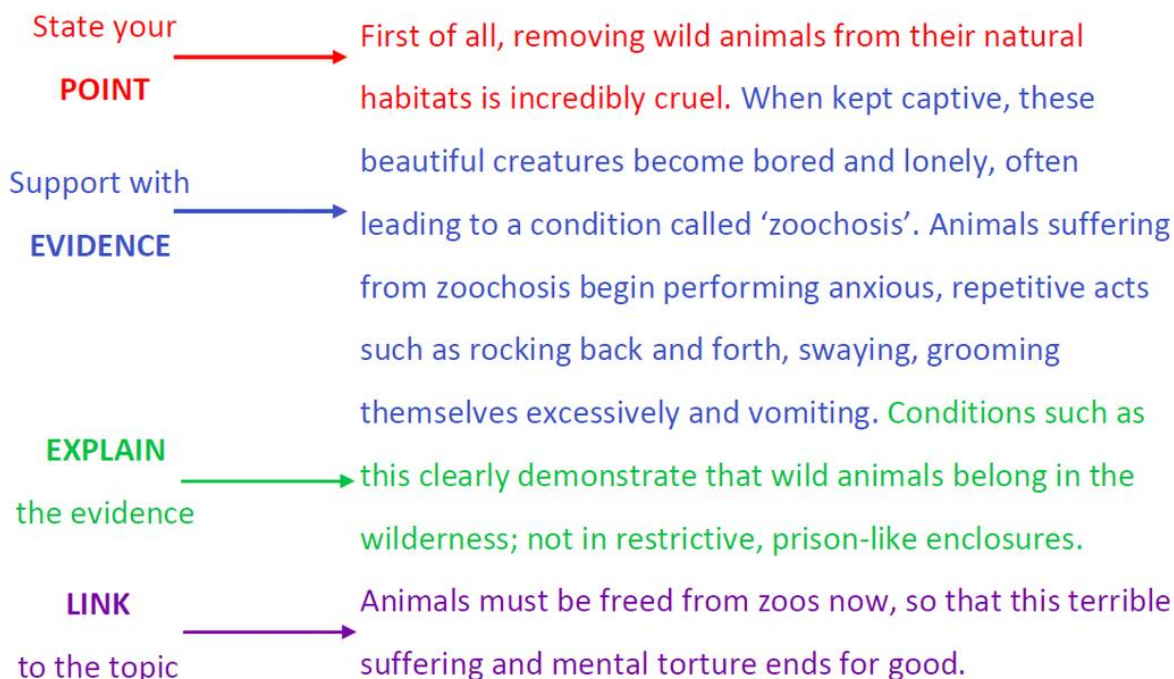 State your
POINT
First of all, removing wild animals from their natural
habitats is incredibly cruel. When kept captive, these
beautiful creatures become bored and lonely, often
Support with
EVIDENCE
leading to a condition called ‘zoochosis’. Animals suffering
from zoochosis begin performing anxious, repetitive acts
such as rocking back and forth, swaying, grooming
themselves excessively and vomiting. Conditions such as
EXPLAIN
the evidence
this clearly demonstrate that wild animals belong in the
wilderness; not in restrictive, prison-like enclosures.
LINK
to the topic
Animals must be freed from zoos now, so that this terrible
suffering and mental torture ends for good.